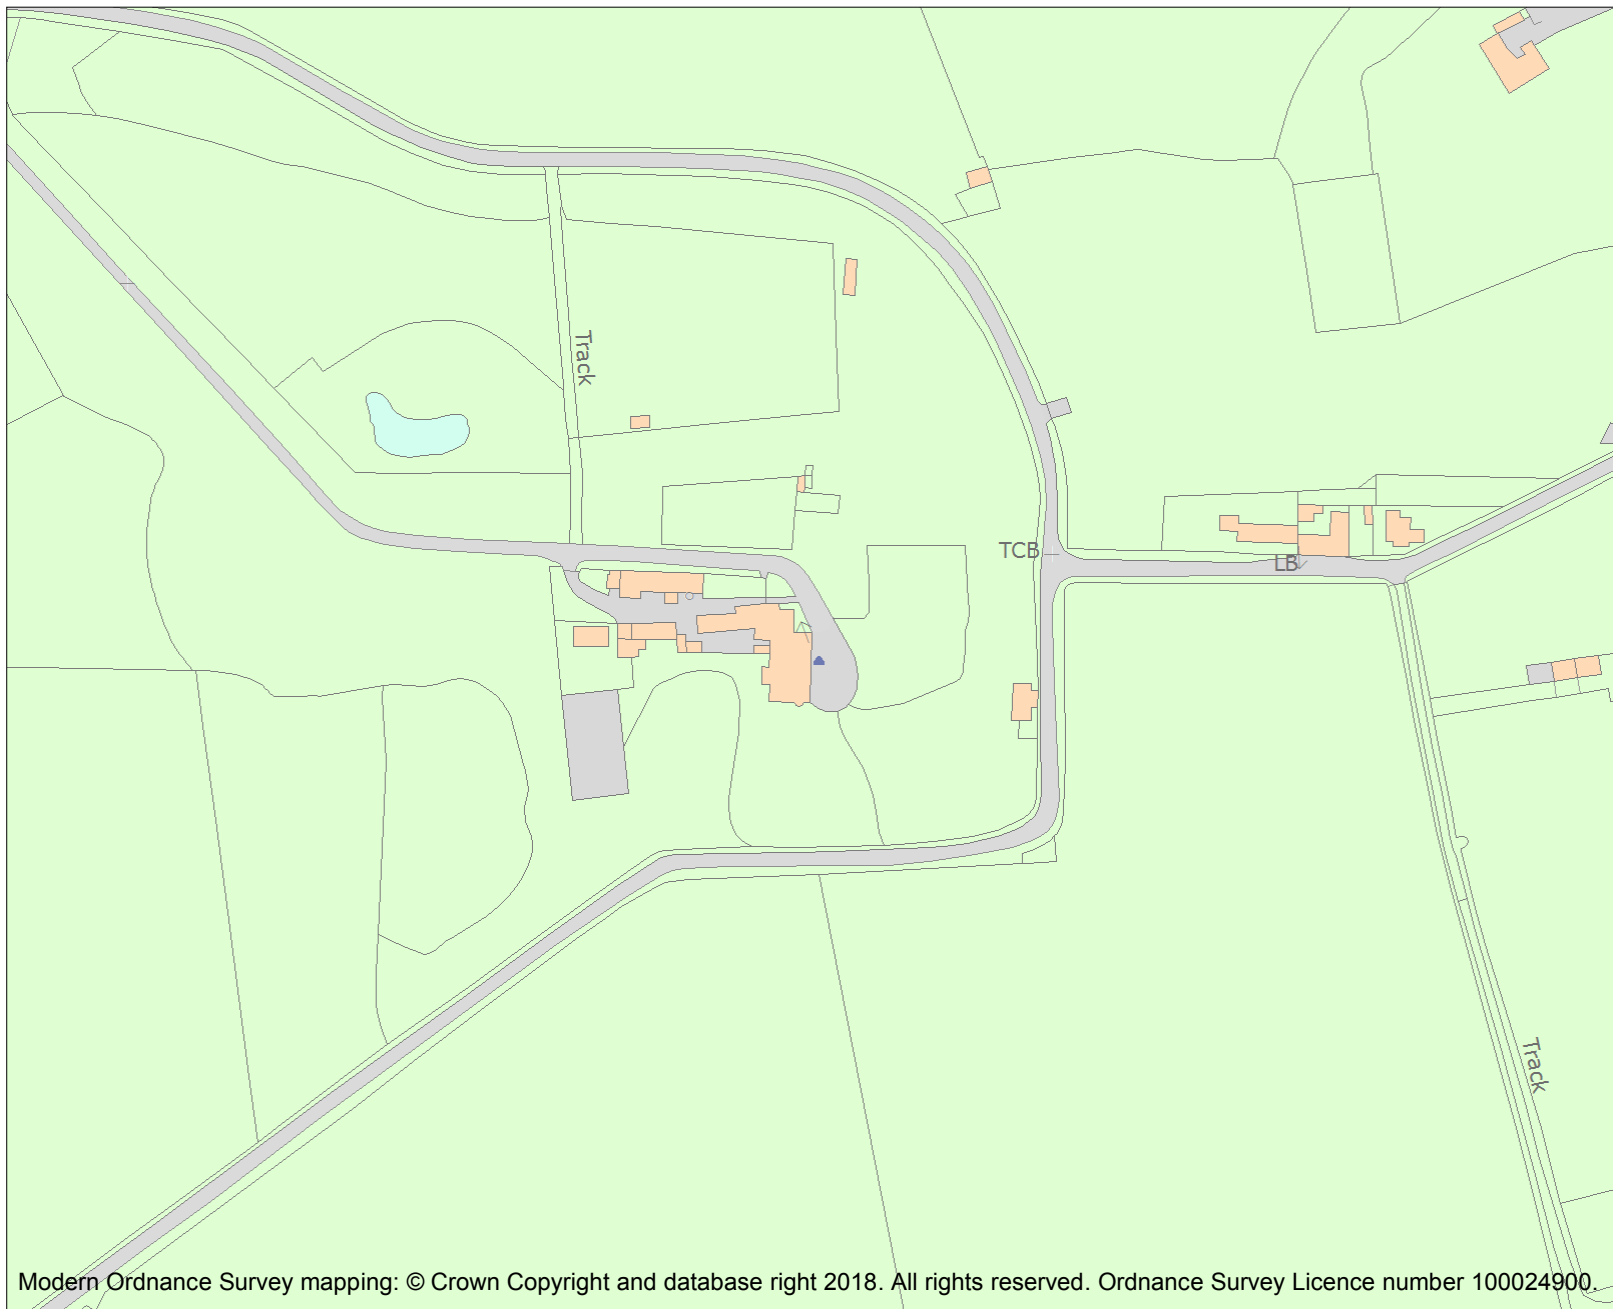 Track
TCB
LB
Track
Modern Ordnance Survey mapping: © Crown Copyright and database right 2018. All rights reserved. Ordnance Survey Licence number 100024900.